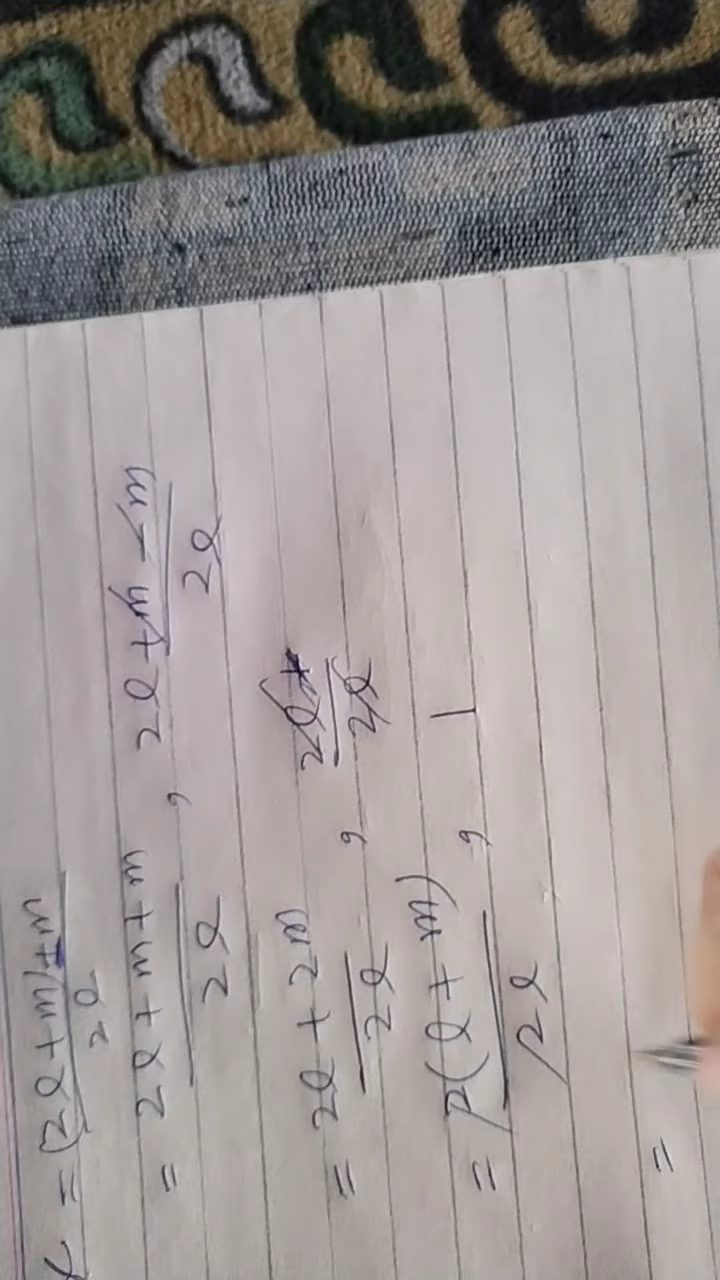 x = (2l + m) ± m / 2l
= 2l + m + m / 2l , 2l + m - m / 2l
= 2l + 2m / 2l , 2l / 2l
= 2(l + m) / 2l , 1
=